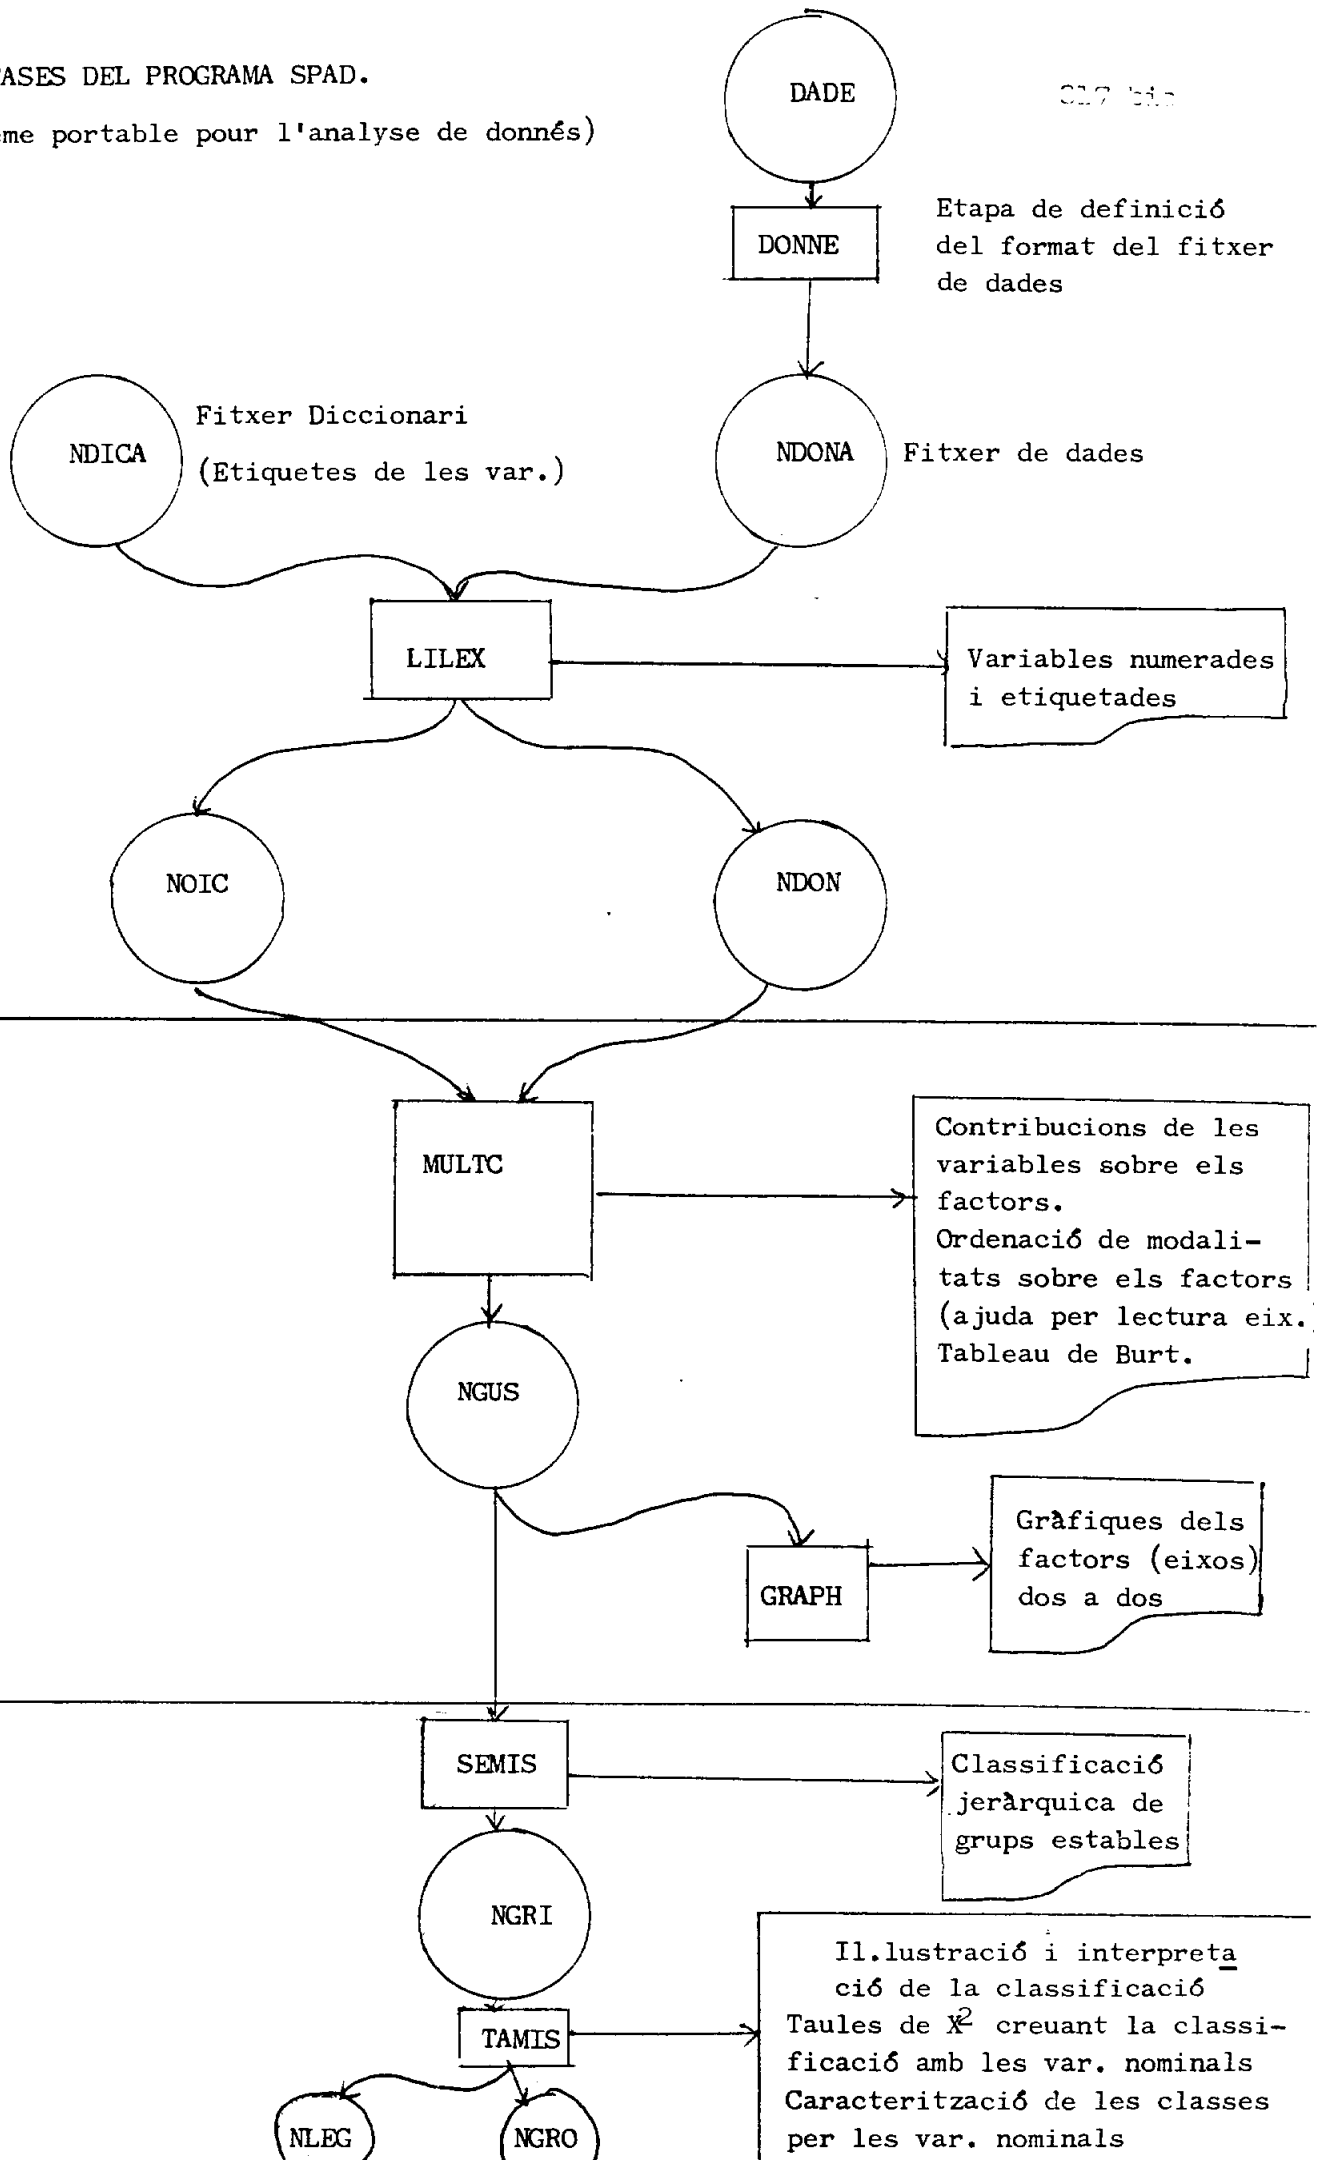 ASES DEL PROGRAMA SPAD.
me portable pour l'analyse de donnés)
DADE
DONNE
Etapa de definició
del format del fitxer
de dades
NDICA
Fitxer Diccionari
(Etiquetes de les var.)
NDONA
Fitxer de dades
LILEX
Variables numerades
i etiquetades
NOIC
NDON
MULTC
Contribucions de les
variables sobre els
factors.
Ordenació de modali-
tats sobre els factors
(ajuda per lectura eix.
Tableau de Burt.
NGUS
GRAPH
Gràfiques dels
factors (eixos)
dos a dos
SEMIS
Classificació
jeràrquica de
grups estables
NGRI
TAMIS
Il.lustració i interpreta
ció de la classificació
Taules de X² creuant la classi-
ficació amb les var. nominals
Caracterització de les classes
per les var. nominals
NLEG
NGRO